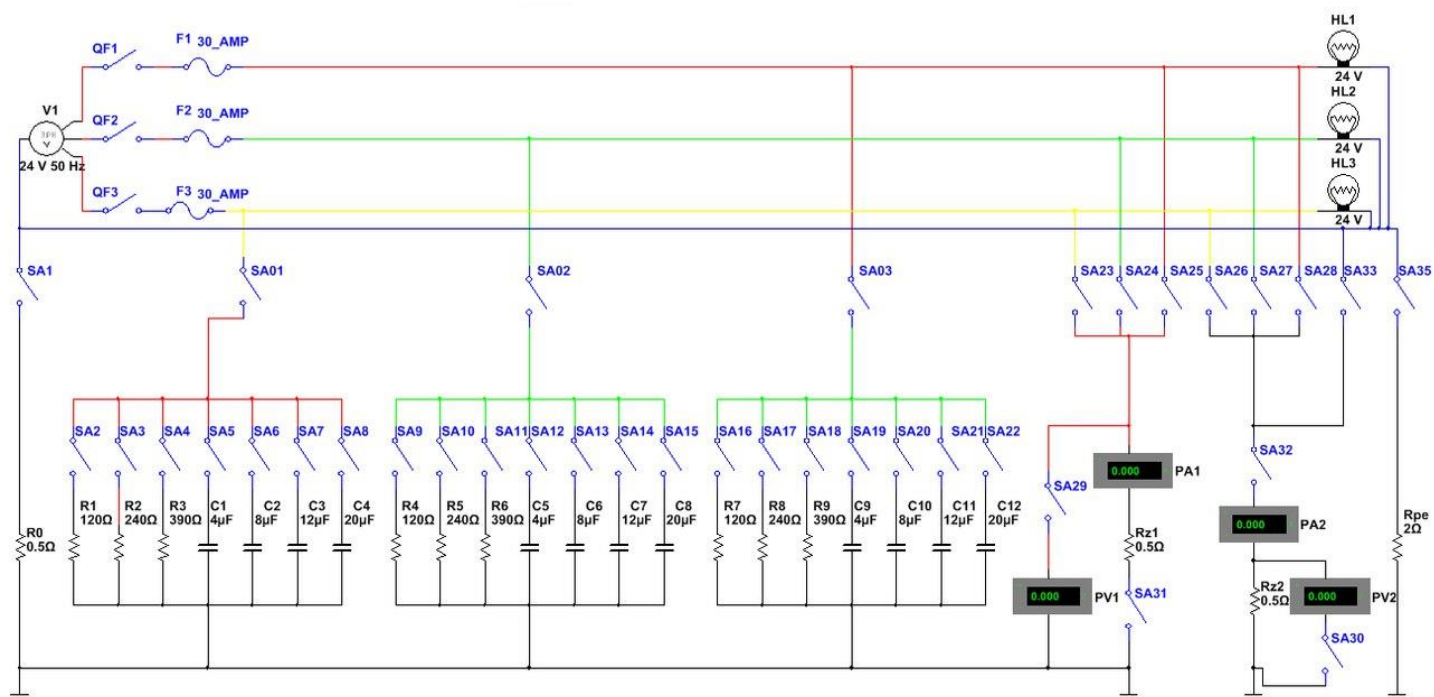 HL1
F1 30_AMP
QF1
24 V
V1
HL2
F2 30_AMP
QF2
3PH
V
24 V 50 Hz
24 V
HL3
F3 30_AMP
QF3
24 V
SA1 SA01 SA02 SA03 SA23 SA24 SA25 SA26 SA27 SA28 SA33 SA35
SA2 SA3 SA4 SA5 SA6 SA7 SA8 SA9 SA10 SA11 SA12 SA13 SA14 SA15 SA16 SA17 SA18 SA19 SA20 SA21 SA22
SA32
0.000 PA1
SA29
R1 R2 R3 C1 C2 C3 C4 R4 R5 R6 C5 C6 C7 C8 R7 R8 R9 C9 C10 C11 C12
120Ω 240Ω 390Ω 4µF 8µF 12µF 20µF 120Ω 240Ω 390Ω 4µF 8µF 12µF 20µF 120Ω 240Ω 390Ω 4µF 8µF 12µF 20µF
0.000 PA2
Rpe
2Ω
R0
0.5Ω
Rz1
0.5Ω
Rz2
0.5Ω
0.000 PV1
SA31
0.000 PV2
SA30